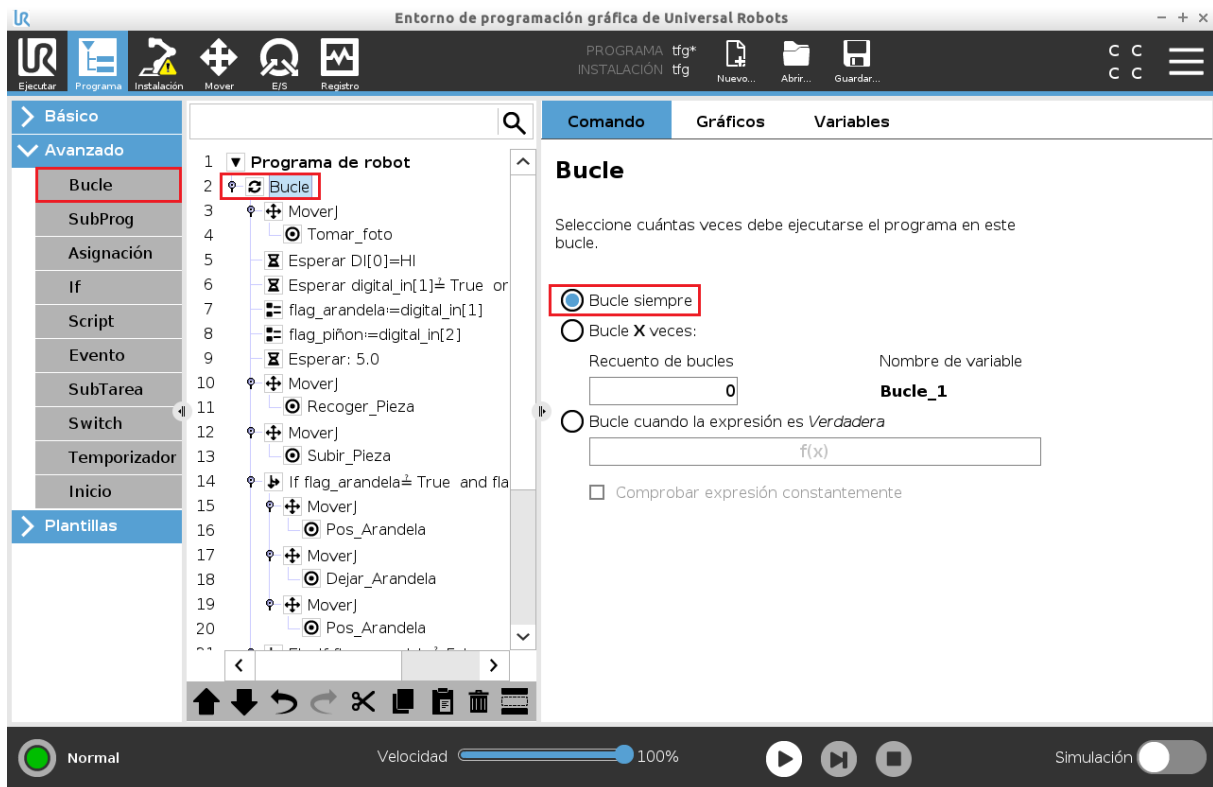 Entorno de programación gráfica de Universal Robots
Ejecutar
Programa
Instalación
Mover
E/S
Registro
PROGRAMA tfg*
INSTALACIÓN tfg
Nuevo...
Abrir...
Guardar...
C C
C C
Básico
Avanzado
Bucle
SubProg
Asignación
If
Script
Evento
SubTarea
Switch
Temporizador
Inicio
Plantillas
1 Programa de robot
2 Bucle
3 MoverJ
4 Tomar_foto
5 Esperar DI[0]=HI
6 Esperar digital_in[1]≟ True or
7 flag_arandela≔digital_in[1]
8 flag_piñon≔digital_in[2]
9 Esperar: 5.0
10 MoverJ
11 Recoger_Pieza
12 MoverJ
13 Subir_Pieza
14 If flag_arandela≟ True and fla
15 MoverJ
16 Pos_Arandela
17 MoverJ
18 Dejar_Arandela
19 MoverJ
20 Pos_Arandela
Comando Gráficos Variables
Bucle
Seleccione cuántas veces debe ejecutarse el programa en este
bucle.
Bucle siempre
Bucle X veces:
Recuento de bucles Nombre de variable
0 Bucle_1
Bucle cuando la expresión es Verdadera
f(x)
Comprobar expresión constantemente
Normal
Velocidad 100%
Simulación